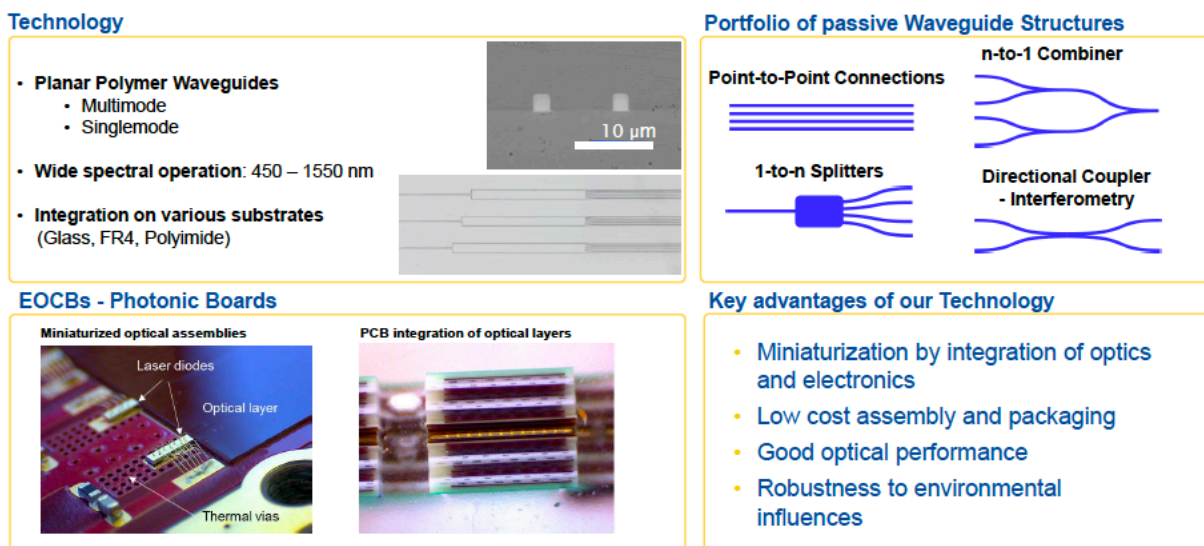 Technology
• Planar Polymer Waveguides
• Multimode
• Singlemode
• Wide spectral operation: 450 – 1550 nm
• Integration on various substrates
(Glass, FR4, Polyimide)
10 µm
Portfolio of passive Waveguide Structures
Point-to-Point Connections
n-to-1 Combiner
1-to-n Splitters
Directional Coupler
- Interferometry
EOCBs - Photonic Boards
Miniaturized optical assemblies
Laser diodes
Optical layer
Thermal vias
PCB integration of optical layers
Key advantages of our Technology
• Miniaturization by integration of optics
and electronics
• Low cost assembly and packaging
• Good optical performance
• Robustness to environmental
influences